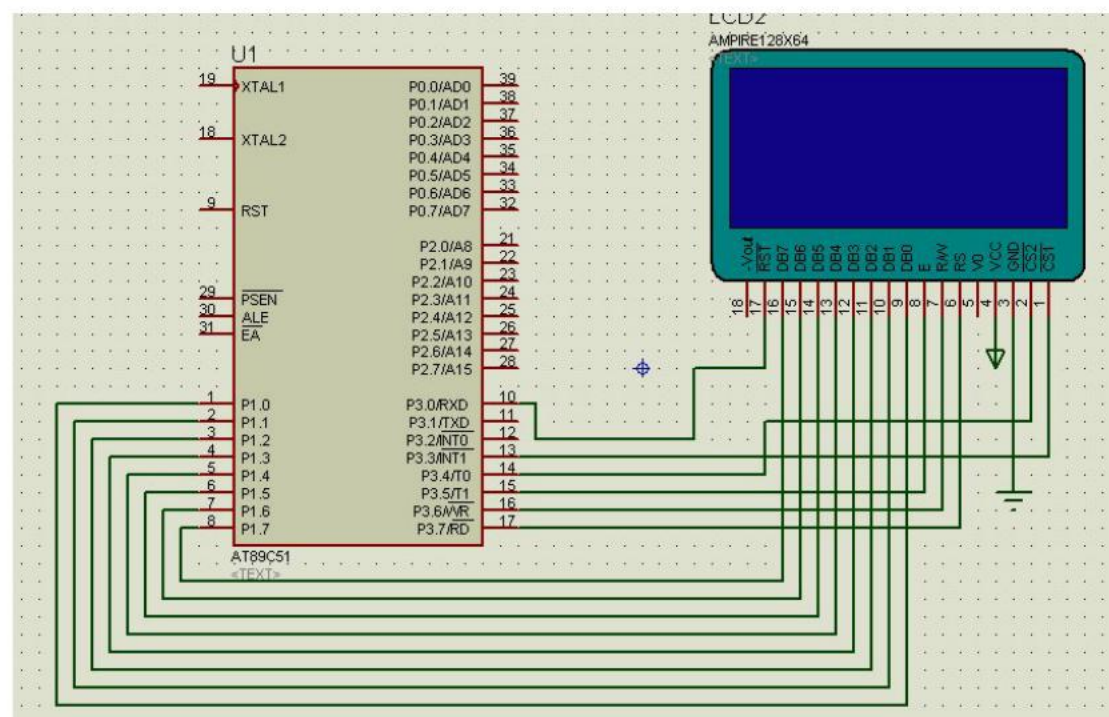 LCD2
AMPIRE128X64
<TEXT>
U1
19 XTAL1
18 XTAL2
9 RST
29 PSEN
30 ALE
31 EA
1 P1.0
2 P1.1
3 P1.2
4 P1.3
5 P1.4
6 P1.5
7 P1.6
8 P1.7
P0.0/AD0 39
P0.1/AD1 38
P0.2/AD2 37
P0.3/AD3 36
P0.4/AD4 35
P0.5/AD5 34
P0.6/AD6 33
P0.7/AD7 32
P2.0/A8 21
P2.1/A9 22
P2.2/A10 23
P2.3/A11 24
P2.4/A12 25
P2.5/A13 26
P2.6/A14 27
P2.7/A15 28
P3.0/RXD 10
P3.1/TXD 11
P3.2/INT0 12
P3.3/INT1 13
P3.4/T0 14
P3.5/T1 15
P3.6/WR 16
P3.7/RD 17
AT89C51
<TEXT>
-Vout 18
RST 17
DB7 16
DB6 15
DB5 14
DB4 13
DB3 12
DB2 11
DB1 10
DB0 9
E 8
R/W 7
RS 6
V0 5
VCC 4
GND 3
CS2 2
CS1 1